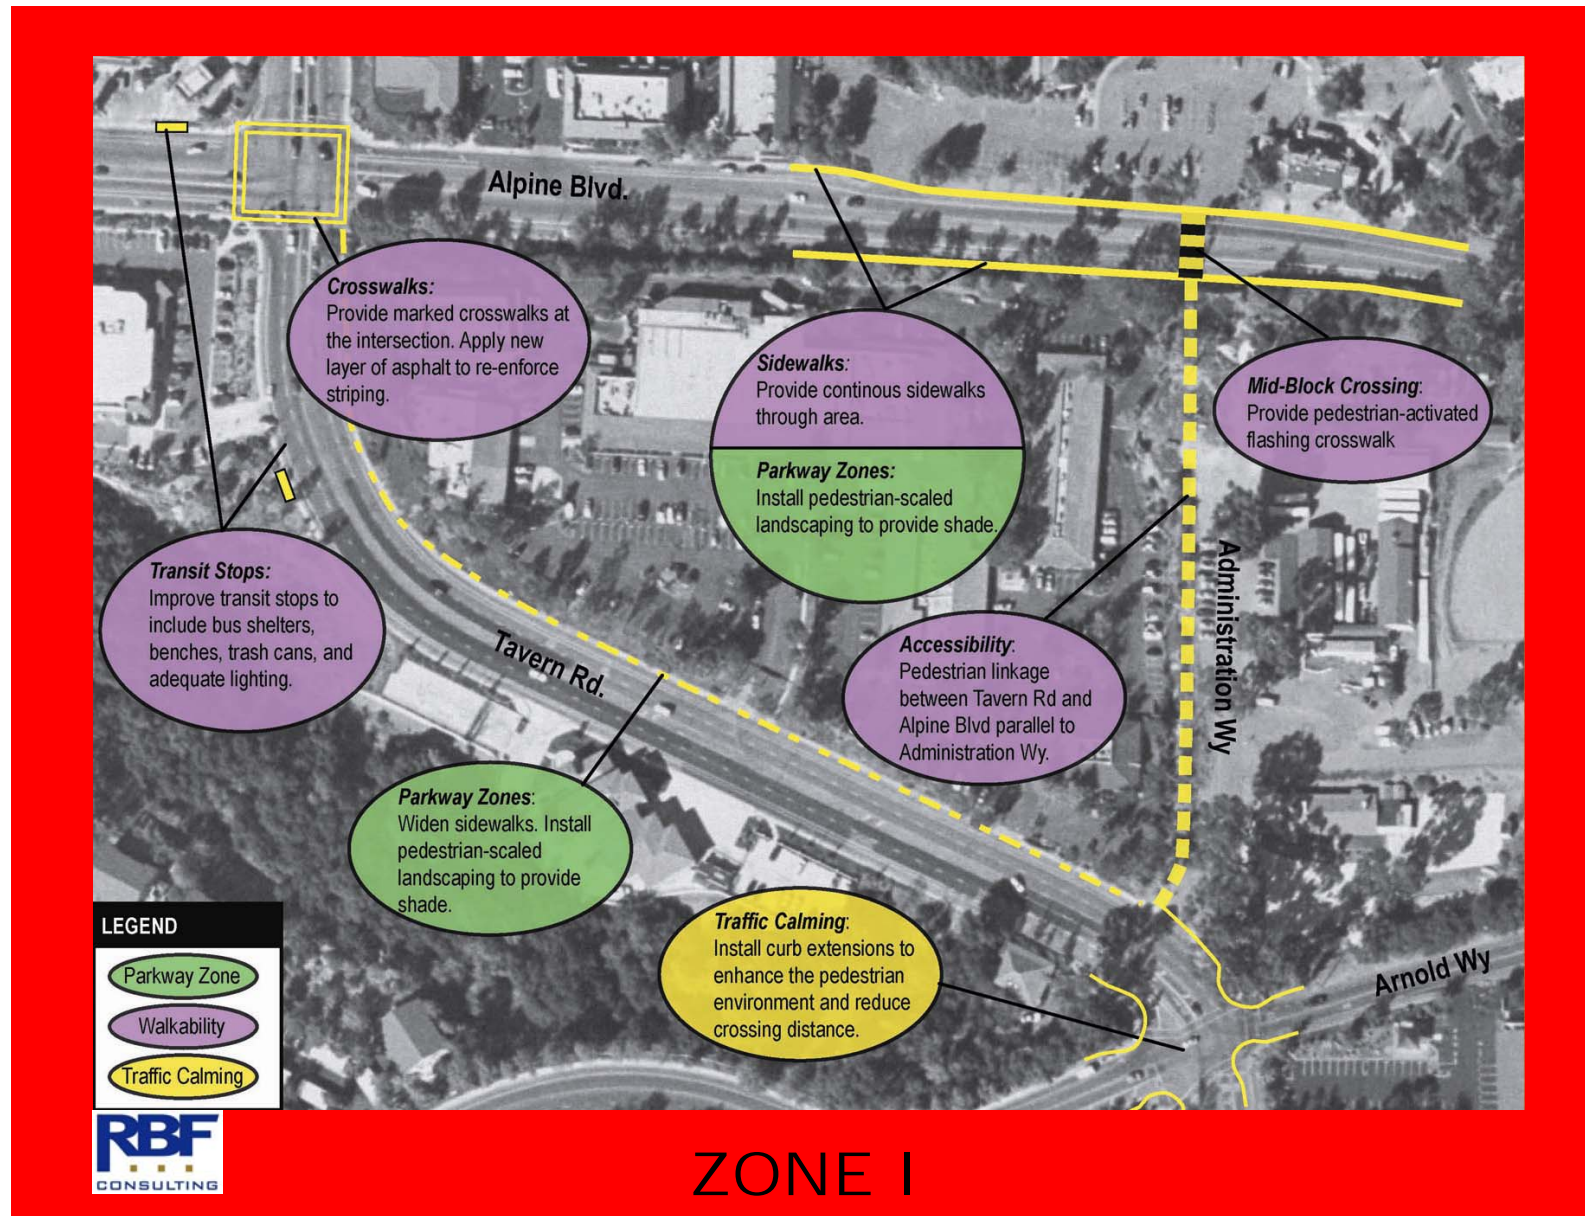 Alpine Blvd.
Crosswalks:
Provide marked crosswalks at
the intersection. Apply new
layer of asphalt to re-enforce
striping.
Sidewalks:
Provide continous sidewalks
through area.
Parkway Zones:
Install pedestrian-scaled
landscaping to provide shade.
Mid-Block Crossing:
Provide pedestrian-activated
flashing crosswalk
Transit Stops:
Improve transit stops to
include bus shelters,
benches, trash cans, and
adequate lighting.
Tavern Rd.
Accessibility:
Pedestrian linkage
between Tavern Rd and
Alpine Blvd parallel to
Administration Wy.
Administration Wy
Parkway Zones:
Widen sidewalks. Install
pedestrian-scaled
landscaping to provide
shade.
Traffic Calming:
Install curb extensions to
enhance the pedestrian
environment and reduce
crossing distance.
Arnold Wy
LEGEND
Parkway Zone
Walkability
Traffic Calming
RBF
CONSULTING
ZONE I